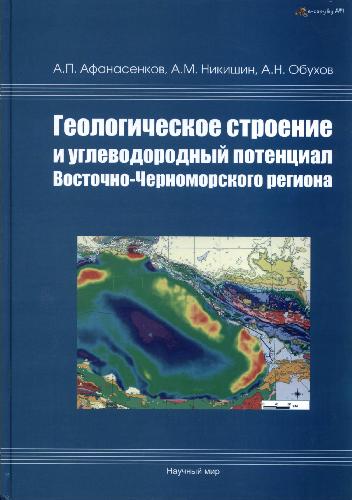 А.П. Афанасенков, А.М. Никишин, А.Н. Обухов
Геологическое строение
и углеводородный потенциал
Восточно-Черноморского региона
Научный мир